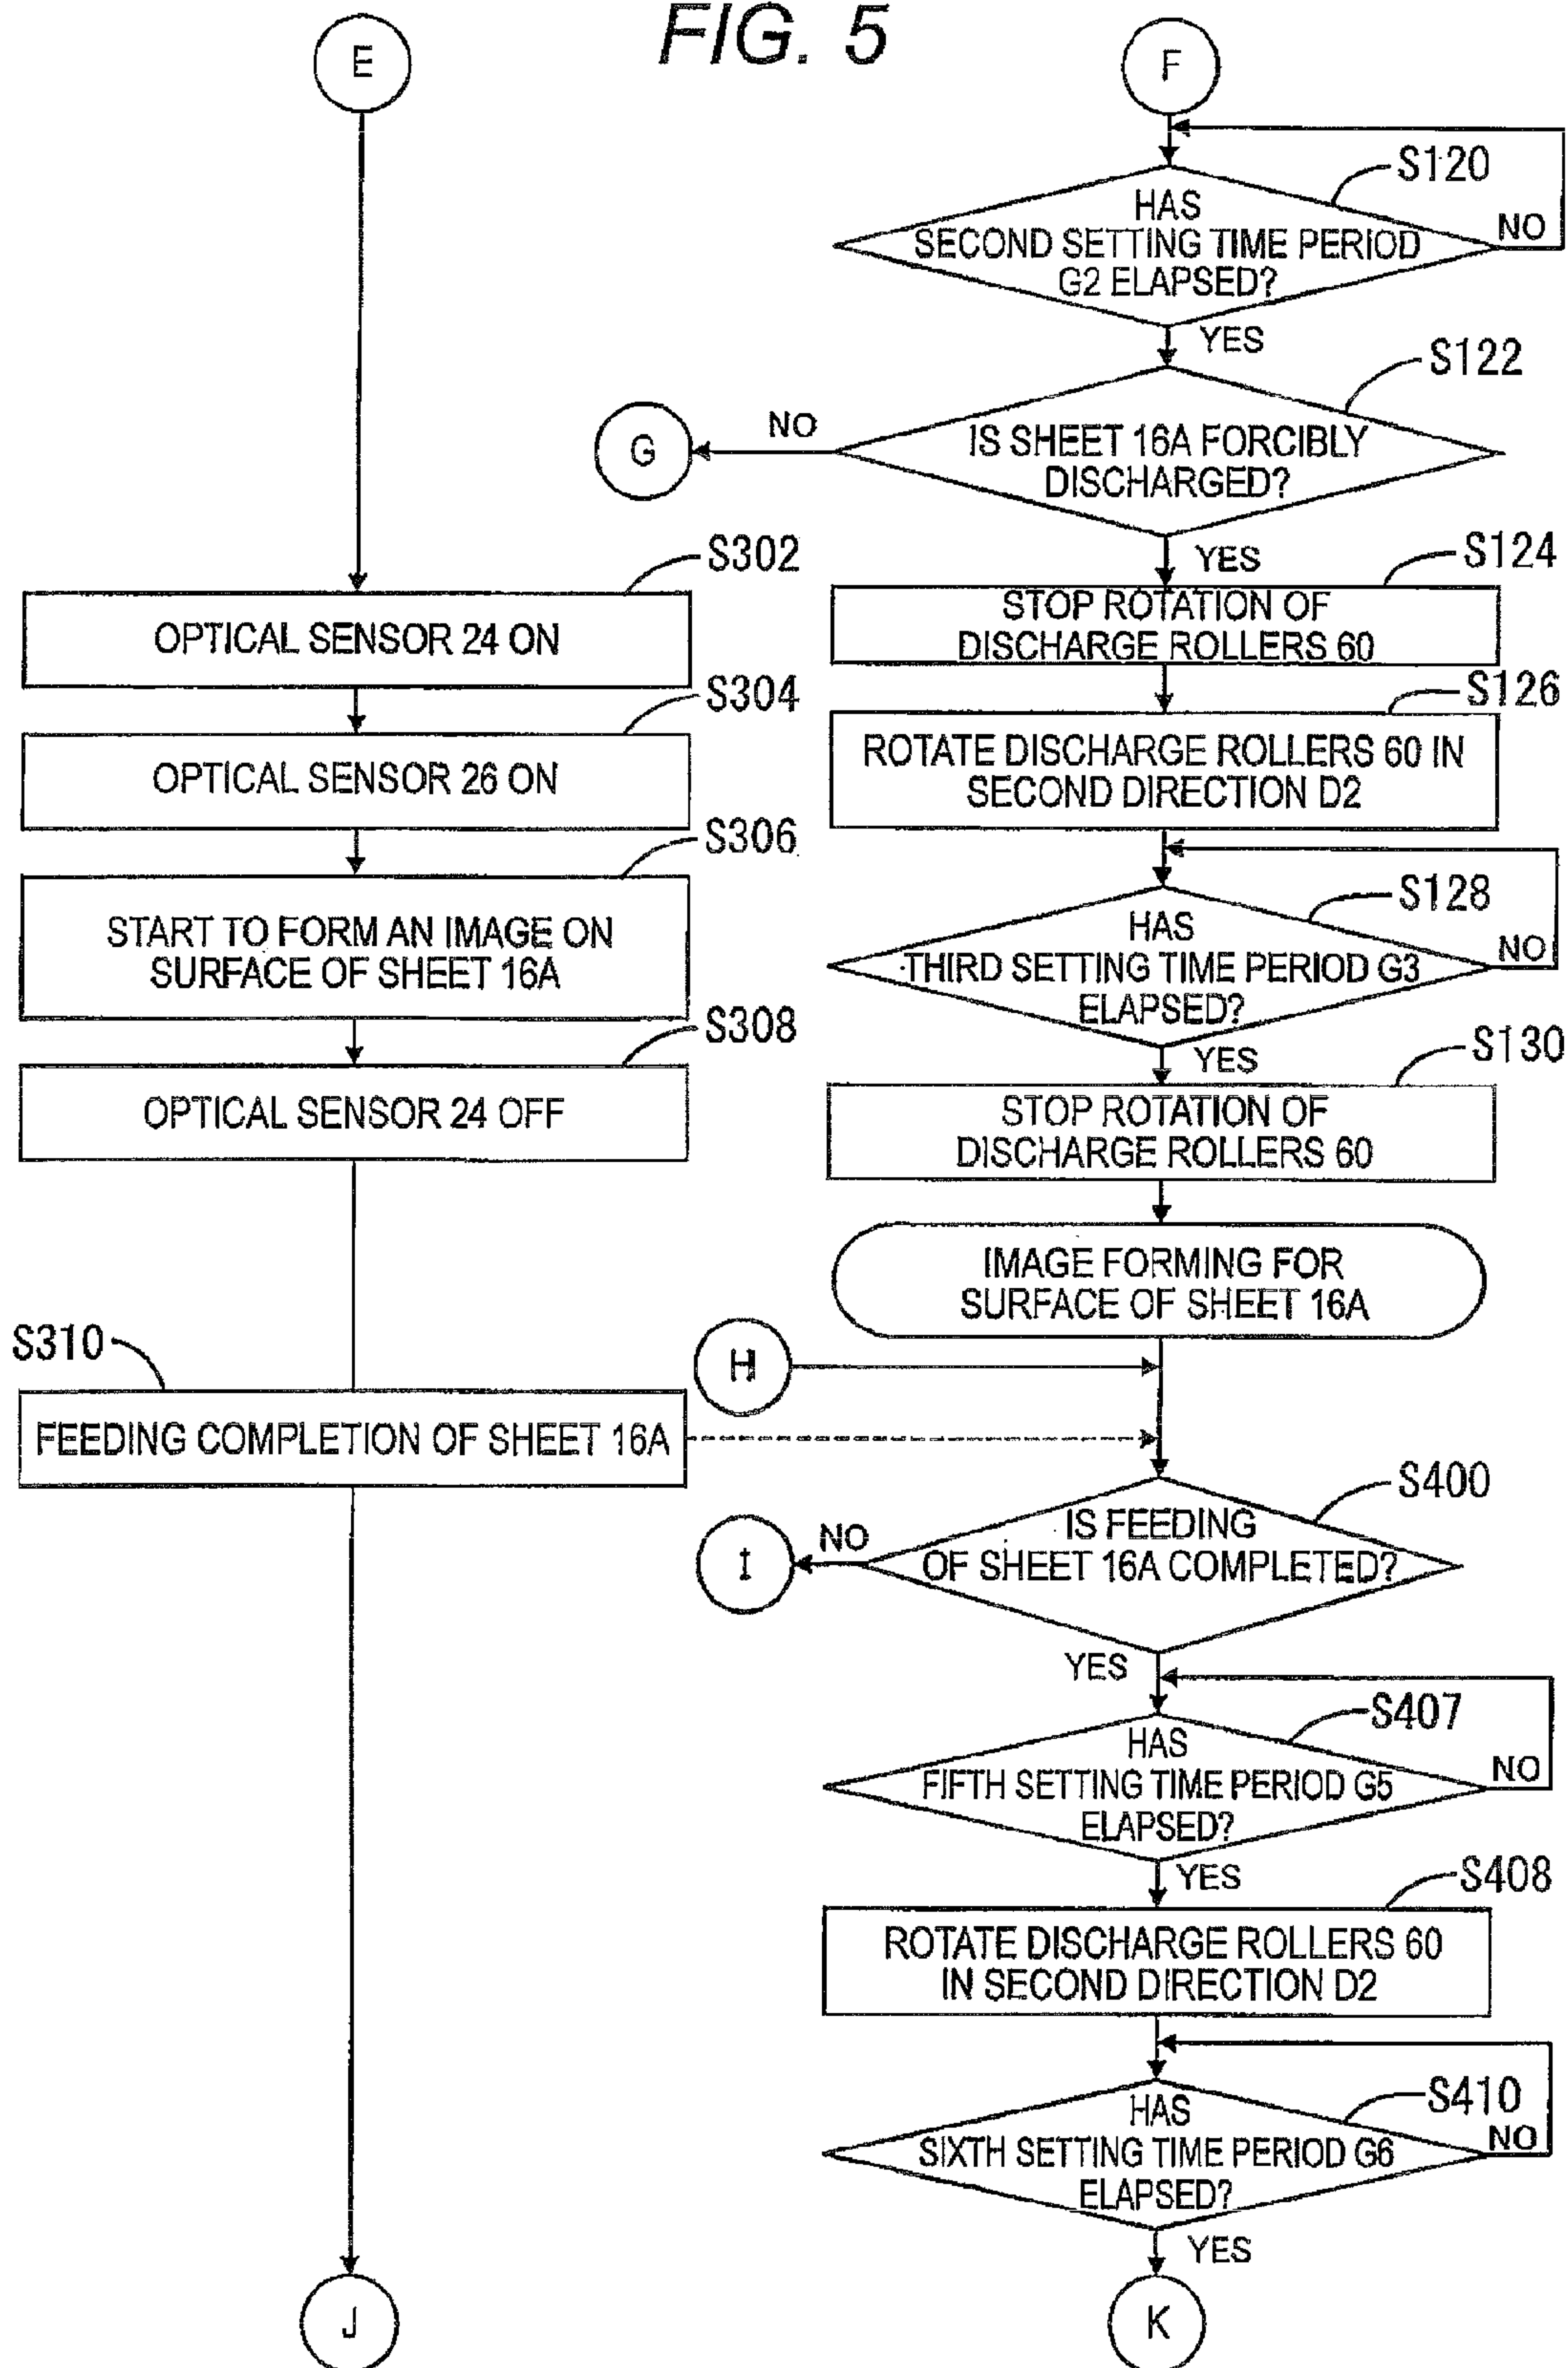 FIG. 5
E
F
S120
HAS
SECOND SETTING TIME PERIOD
G2 ELAPSED?
NO
YES
S122
IS SHEET 16A FORCIBLY
DISCHARGED?
NO
G
YES
S302
OPTICAL SENSOR 24 ON
S124
STOP ROTATION OF
DISCHARGE ROLLERS 60
S304
OPTICAL SENSOR 26 ON
S126
ROTATE DISCHARGE ROLLERS 60 IN
SECOND DIRECTION D2
S306
START TO FORM AN IMAGE ON
SURFACE OF SHEET 16A
S128
HAS
THIRD SETTING TIME PERIOD G3
ELAPSED?
NO
YES
S308
OPTICAL SENSOR 24 OFF
S130
STOP ROTATION OF
DISCHARGE ROLLERS 60
IMAGE FORMING FOR
SURFACE OF SHEET 16A
H
S310
FEEDING COMPLETION OF SHEET 16A
S400
IS FEEDING
OF SHEET 16A COMPLETED?
NO
I
YES
S407
HAS
FIFTH SETTING TIME PERIOD G5
ELAPSED?
NO
YES
S408
ROTATE DISCHARGE ROLLERS 60
IN SECOND DIRECTION D2
S410
HAS
SIXTH SETTING TIME PERIOD G6
ELAPSED?
NO
YES
J
K